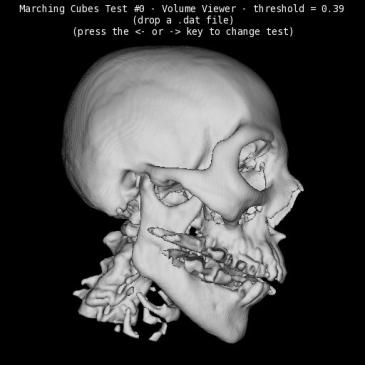 Marching Cubes Test #0 - Volume Viewer - threshold = 0.39
(drop a .dat file)
(press the <- or -> key to change test)